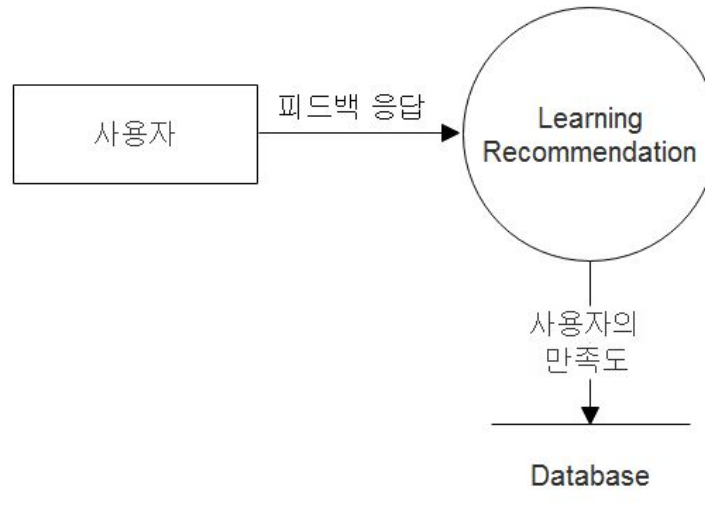 사용자
피드백 응답
Learning
Recommendation
사용자의
만족도
Database